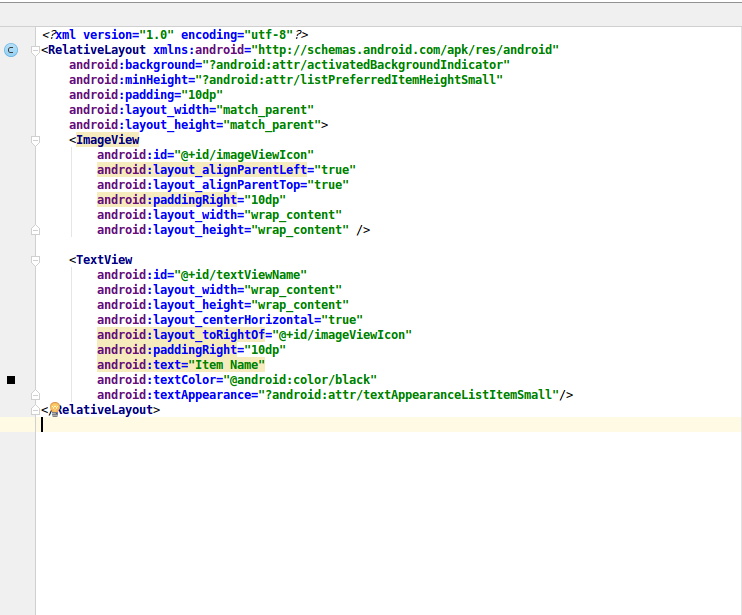 <?xml version="1.0" encoding="utf-8"?>
<RelativeLayout xmlns:android="http://schemas.android.com/apk/res/android"
    android:background="?android:attr/activatedBackgroundIndicator"
    android:minHeight="?android:attr/listPreferredItemHeightSmall"
    android:padding="10dp"
    android:layout_width="match_parent"
    android:layout_height="match_parent">
    <ImageView
        android:id="@+id/imageViewIcon"
        android:layout_alignParentLeft="true"
        android:layout_alignParentTop="true"
        android:paddingRight="10dp"
        android:layout_width="wrap_content"
        android:layout_height="wrap_content" />

    <TextView
        android:id="@+id/textViewName"
        android:layout_width="wrap_content"
        android:layout_height="wrap_content"
        android:layout_centerHorizontal="true"
        android:layout_toRightOf="@+id/imageViewIcon"
        android:paddingRight="10dp"
        android:text="Item Name"
        android:textColor="@android:color/black"
        android:textAppearance="?android:attr/textAppearanceListItemSmall"/>
</RelativeLayout>